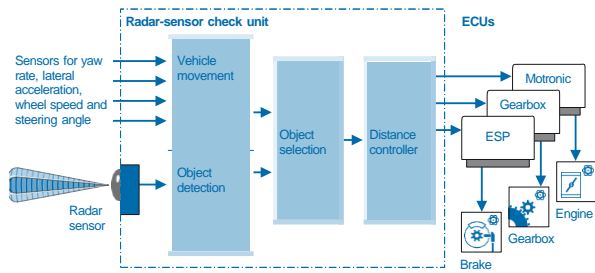 Radar-sensor check unit
ECUs
Sensors for yaw
rate, lateral
acceleration,
wheel speed and
steering angle
Vehicle
movement
Object
detection
Object
selection
Distance
controller
Motronic
Gearbox
ESP
Radar
sensor
Engine
Gearbox
Brake